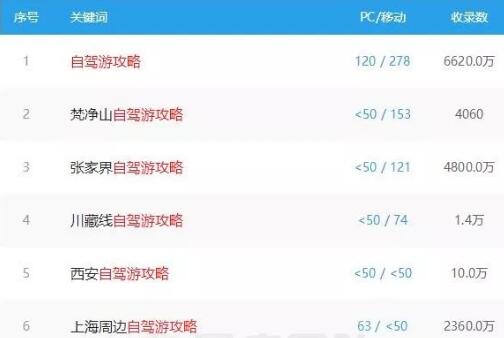 序号 关键词 PC/移动 收录数
1 自驾游攻略 120 / 278 6620.0万
2 梵净山自驾游攻略 <50 / 153 4060
3 张家界自驾游攻略 <50 / 121 4800.0万
4 川藏线自驾游攻略 <50 / 74 1.4万
5 西安自驾游攻略 <50 / <50 10.0万
6 上海周边自驾游攻略 63 / <50 2360.0万